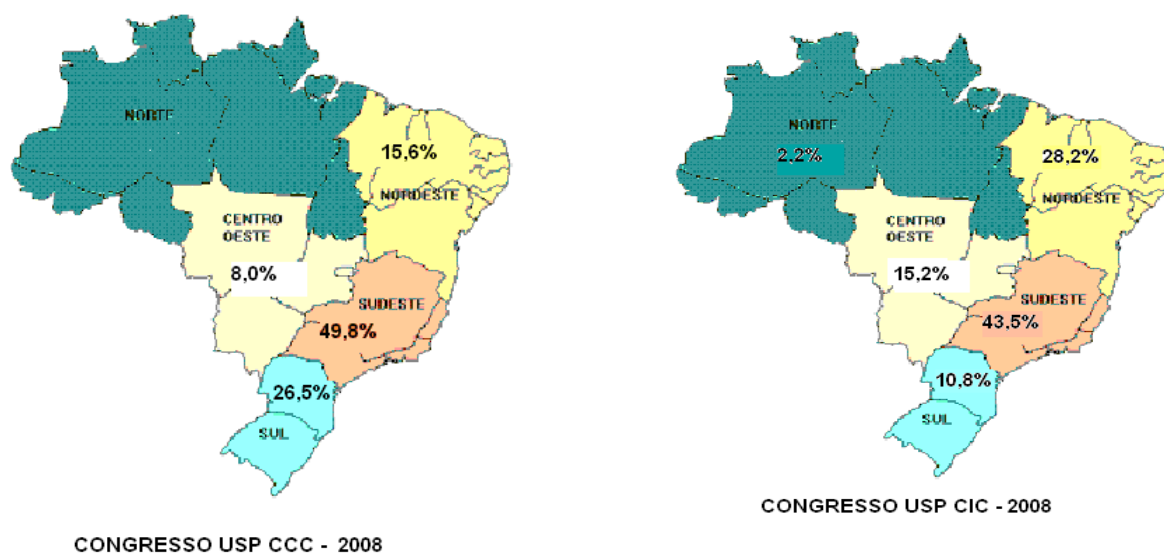 NORTE
15,6%
NORDESTE
CENTRO
OESTE
8,0%
SUDESTE
49,8%
26,5%
SUL
CONGRESSO USP CCC - 2008
NORTE
2,2%
28,2%
NORDESTE
CENTRO
OESTE
15,2%
SUDESTE
43,5%
10,8%
SUL
CONGRESSO USP CIC - 2008